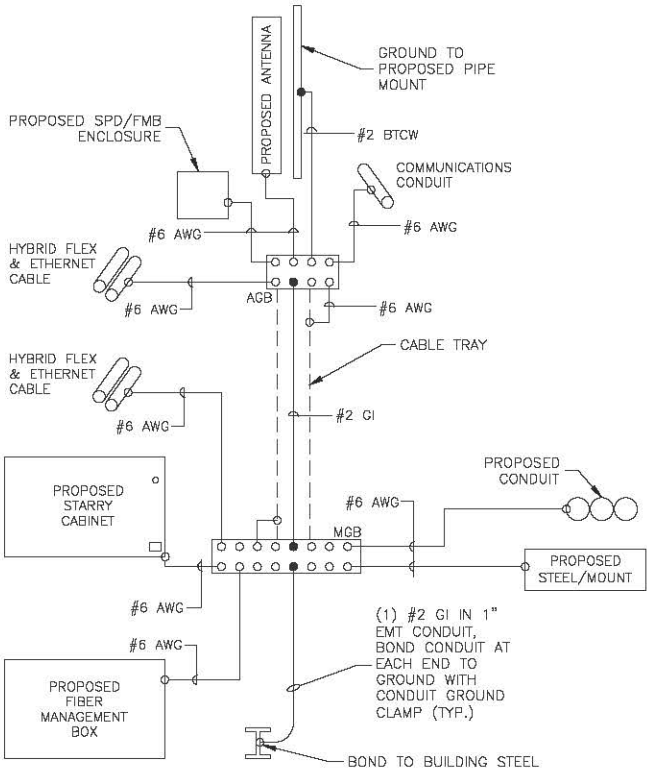 PROPOSED ANTENNA
GROUND TO
PROPOSED PIPE
MOUNT
PROPOSED SPD/FMB
ENCLOSURE
#2 BTCW
COMMUNICATIONS
CONDUIT
#6 AWG
#6 AWG
HYBRID FLEX
& ETHERNET
CABLE
#6 AWG
AGB
#6 AWG
CABLE TRAY
HYBRID FLEX
& ETHERNET
CABLE
#6 AWG
#2 GI
PROPOSED
STARRY
CABINET
#6 AWG
PROPOSED
CONDUIT
MGB
PROPOSED
STEEL/MOUNT
#6 AWG
(1) #2 GI IN 1"
EMT CONDUIT,
BOND CONDUIT AT
EACH END TO
GROUND WITH
CONDUIT GROUND
CLAMP (TYP.)
#6 AWG
PROPOSED
FIBER
MANAGEMENT
BOX
BOND TO BUILDING STEEL